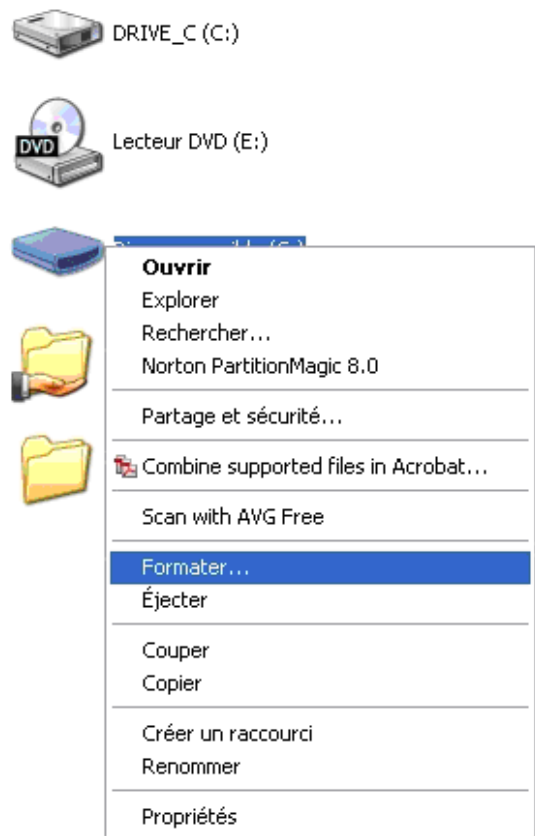 DRIVE_C (C:)
DVD
Lecteur DVD (E:)
Ouvrir
Explorer
Rechercher...
Norton PartitionMagic 8.0
Partage et sécurité...
Combine supported files in Acrobat...
Scan with AVG Free
Formater...
Éjecter
Couper
Copier
Créer un raccourci
Renommer
Propriétés